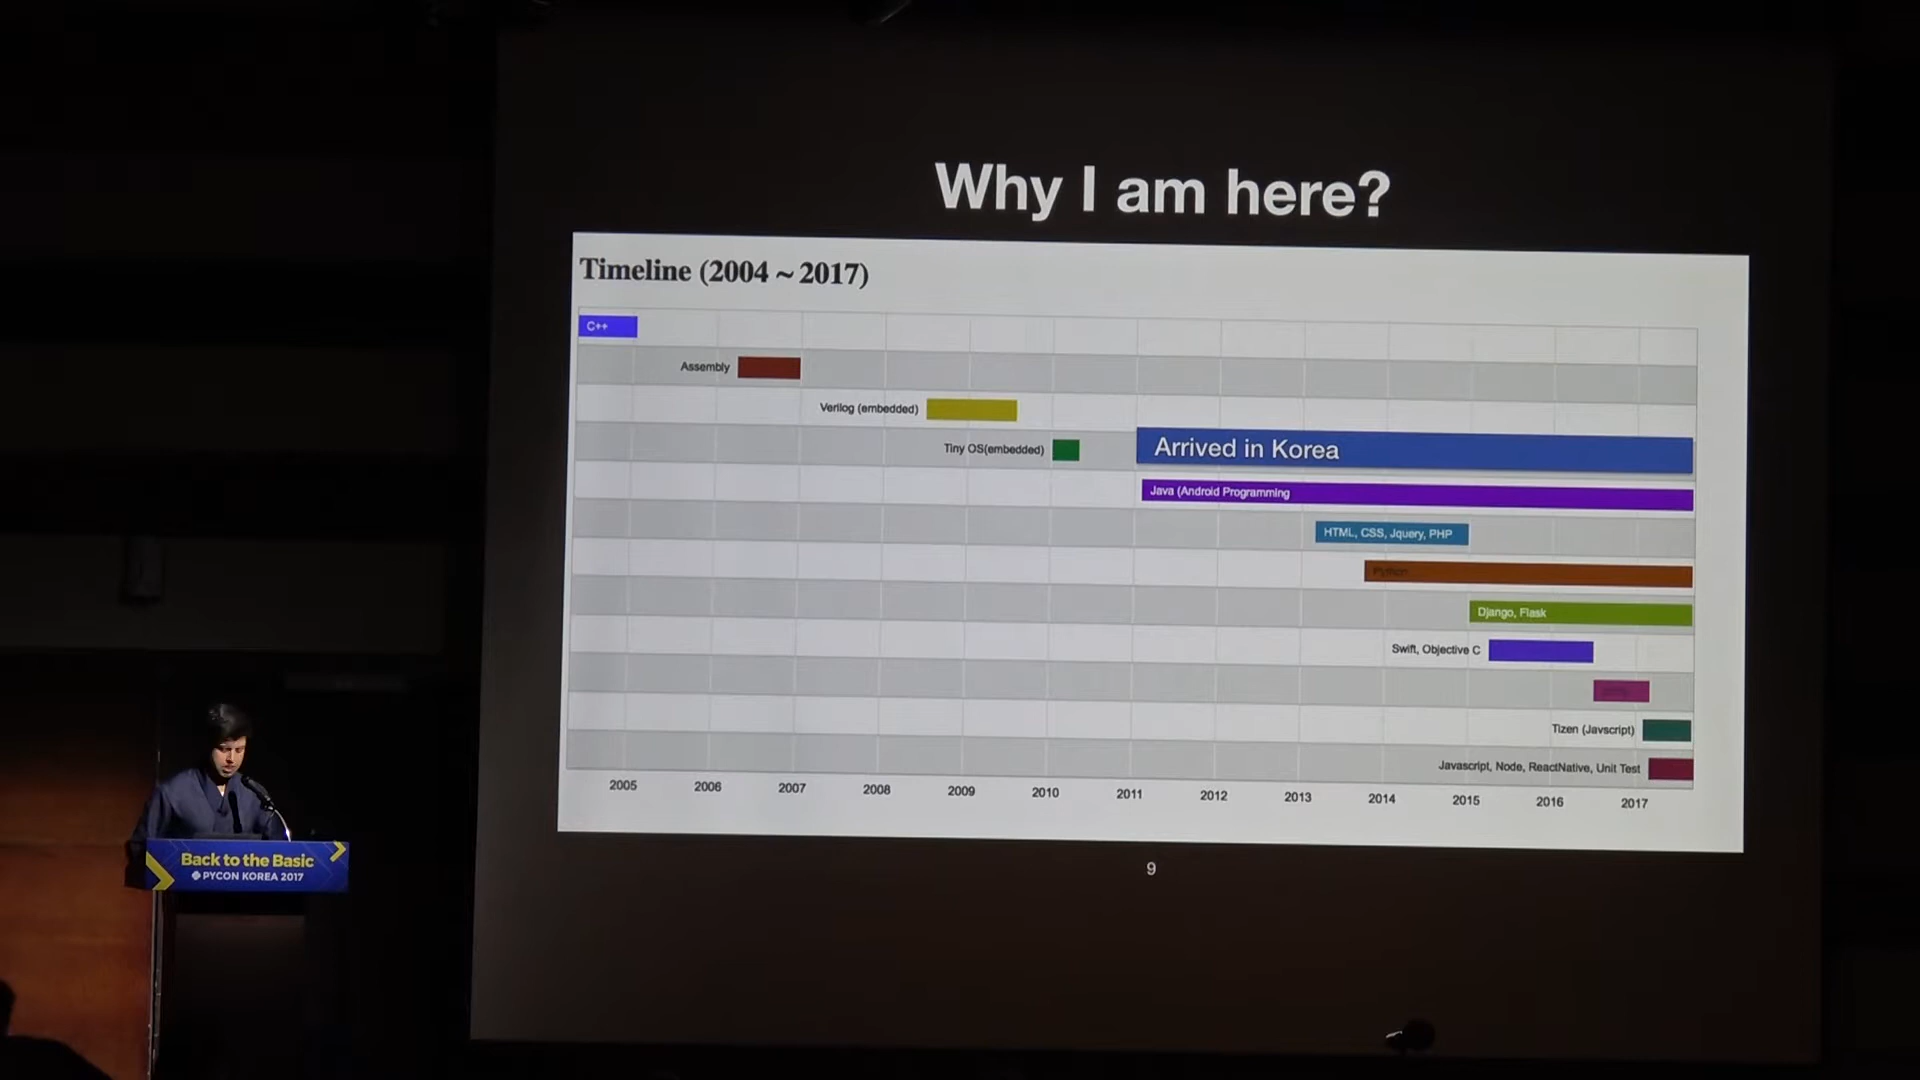 Why I am here?
Timeline (2004 ~ 2017)
C++
Assembly
Verilog (embedded)
Tiny OS(embedded)
Arrived in Korea
Java (Android Programming
HTML, CSS, Jquery, PHP
Python
Django, Flask
Swift, Objective C
Tizen (Javscript)
Javascript, Node, ReactNative, Unit Test
2005 2006 2007 2008 2009 2010 2011 2012 2013 2014 2015 2016 2017
9
Back to the Basic
PYCON KOREA 2017